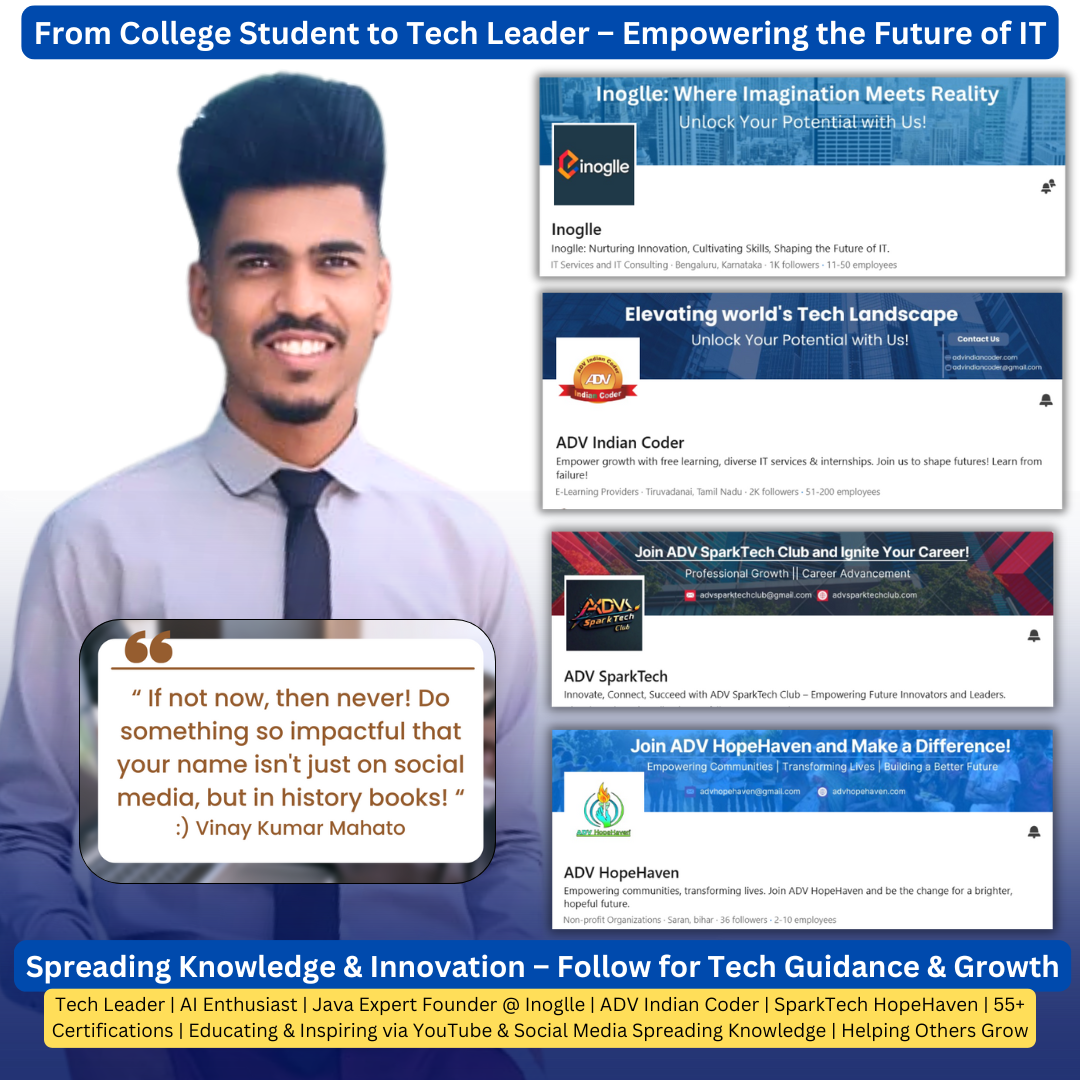 From College Student to Tech Leader – Empowering the Future of IT
Inoglle: Where Imagination Meets Reality
Unlock Your Potential with Us!
inoglle
Inoglle
Inoglle: Nurturing Innovation, Cultivating Skills, Shaping the Future of IT.
IT Services and IT Consulting · Bengaluru, Karnataka · 1K followers · 11-50 employees
Elevating world's Tech Landscape
Unlock Your Potential with Us!
Contact Us
advindiancoder.com
advindiancoder@gmail.com
ADV Indian Coder
ADV
Indian Coder
ADV Indian Coder
Empower growth with free learning, diverse IT services & internships. Join us to shape futures! Learn from
failure!
E-Learning Providers · Tiruvadanai, Tamil Nadu · 2K followers · 51-200 employees
Join ADV SparkTech Club and Ignite Your Career!
Professional Growth || Career Advancement
advsparktechclub@gmail.com advsparktechclub.com
ADVS
SparkTech
Club
ADV SparkTech
Innovate, Connect, Succeed with ADV SparkTech Club – Empowering Future Innovators and Leaders.
Join ADV HopeHaven and Make a Difference!
Empowering Communities | Transforming Lives | Building a Better Future
advhopehaven@gmail.com advhopehaven.com
ADV HopeHaven
ADV HopeHaven
Empowering communities, transforming lives. Join ADV HopeHaven and be the change for a brighter,
hopeful future.
Non-profit Organizations · Saran, bihar · 36 followers · 2-10 employees
“ If not now, then never! Do
something so impactful that
your name isn't just on social
media, but in history books! “
:) Vinay Kumar Mahato
Spreading Knowledge & Innovation – Follow for Tech Guidance & Growth
Tech Leader | AI Enthusiast | Java Expert Founder @ Inoglle | ADV Indian Coder | SparkTech HopeHaven | 55+
Certifications | Educating & Inspiring via YouTube & Social Media Spreading Knowledge | Helping Others Grow